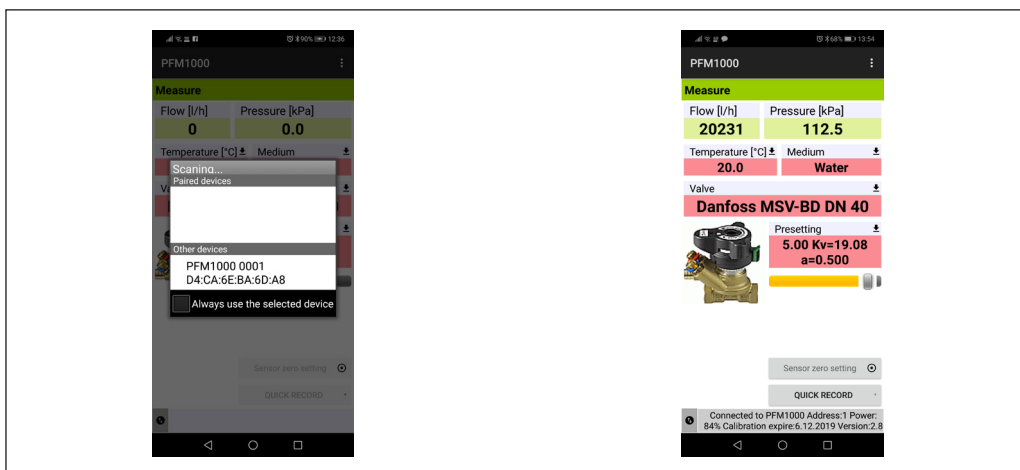 90% 12:36
PFM1000
Measure
Flow [l/h] Pressure [kPa]
0 0.0
Temperature [°C] Medium
Scaning...
Paired devices
Other devices
PFM1000 0001
D4:CA:6E:BA:6D:A8
Always use the selected device
Sensor zero setting
QUICK RECORD
68% 13:54
PFM1000
Measure
Flow [l/h] Pressure [kPa]
20231 112.5
Temperature [°C] Medium
20.0 Water
Valve
Danfoss MSV-BD DN 40
Presetting
5.00 Kv=19.08
a=0.500
Sensor zero setting
QUICK RECORD
Connected to PFM1000 Address:1 Power:
84% Calibration expire:6.12.2019 Version:2.8